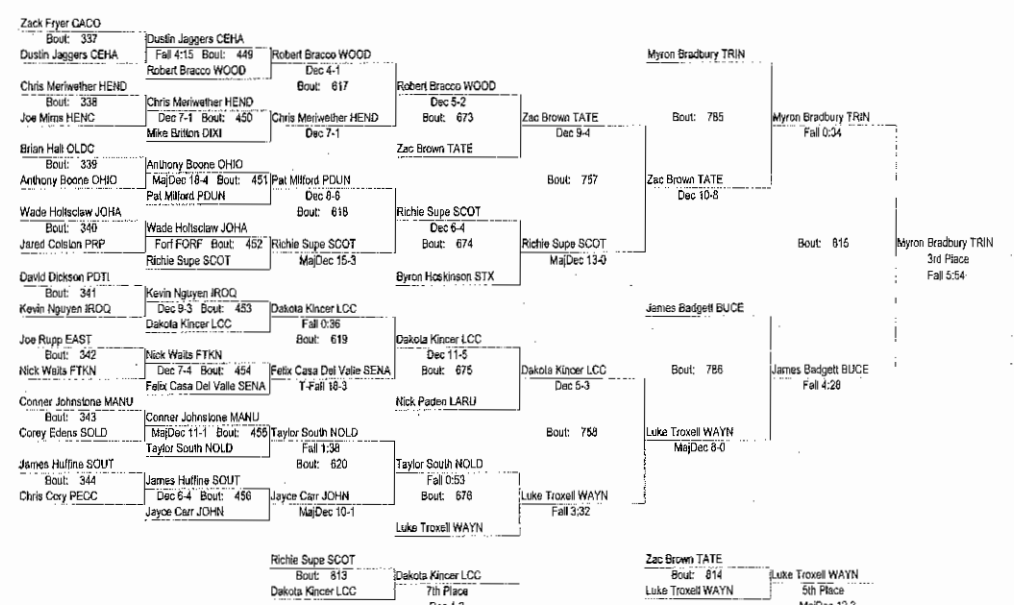 Zack Fryer CACO
Bout: 337
Dustin Jaggers CEHA
Dustin Jaggers CEHA
Fall 4:15 Bout: 449
Robert Bracco WOOD
Robert Bracco WOOD
Dec 4-1
Bout: 617
Chris Meriwether HEND
Bout: 338
Joe Mims HENC
Chris Meriwether HEND
Dec 7-1 Bout: 450
Mike Britton DIXI
Chris Meriwether HEND
Dec 7-1
Robert Bracco WOOD
Dec 5-2
Bout: 673
Zac Brown TATE
Zac Brown TATE
Dec 9-4
Brian Hall OLDC
Bout: 339
Anthony Boone OHIO
Anthony Boone OHIO
MajDec 18-4 Bout: 451
Pat Milford PDUN
Pat Milford PDUN
Dec 8-6
Bout: 618
Wade Holtsclaw JOHA
Bout: 340
Jared Colston PRP
Wade Holtsclaw JOHA
Forf FORF Bout: 452
Richie Supe SCOT
Richie Supe SCOT
MajDec 15-3
Richie Supe SCOT
Dec 6-4
Bout: 674
Byron Hoskinson STX
Richie Supe SCOT
MajDec 13-0
Bout: 757
Zac Brown TATE
Dec 10-8
Myron Bradbury TRIN
Bout: 785
Myron Bradbury TRIN
Fall 0:34
David Dickson PDTL
Bout: 341
Kevin Nguyen IROQ
Kevin Nguyen IROQ
Dec 9-3 Bout: 453
Dakota Kincer LCC
Dakota Kincer LCC
Fall 0:36
Bout: 619
Joe Rupp EAST
Bout: 342
Nick Waits FTKN
Nick Waits FTKN
Dec 7-4 Bout: 454
Felix Casa Del Valle SENA
Felix Casa Del Valle SENA
T-Fall 18-3
Dakota Kincer LCC
Dec 11-5
Bout: 675
Nick Paden LARU
Dakota Kincer LCC
Dec 5-3
Conner Johnstone MANU
Bout: 343
Corey Edens SOLD
Conner Johnstone MANU
MajDec 11-1 Bout: 455
Taylor South NOLD
Taylor South NOLD
Fall 1:38
Bout: 620
James Huffine SOUT
Bout: 344
Chris Cory PECC
James Huffine SOUT
Dec 6-4 Bout: 456
Jayce Carr JOHN
Jayce Carr JOHN
MajDec 10-1
Taylor South NOLD
Fall 0:53
Bout: 676
Luke Troxell WAYN
Luke Troxell WAYN
Fall 3:32
Bout: 758
Luke Troxell WAYN
MajDec 8-0
James Badgett BUCE
Bout: 786
James Badgett BUCE
Fall 4:28
Bout: 815
Myron Bradbury TRIN
3rd Place
Fall 5:54
Richie Supe SCOT
Bout: 813
Dakota Kincer LCC
Dakota Kincer LCC
7th Place
Zac Brown TATE
Bout: 814
Luke Troxell WAYN
Luke Troxell WAYN
5th Place